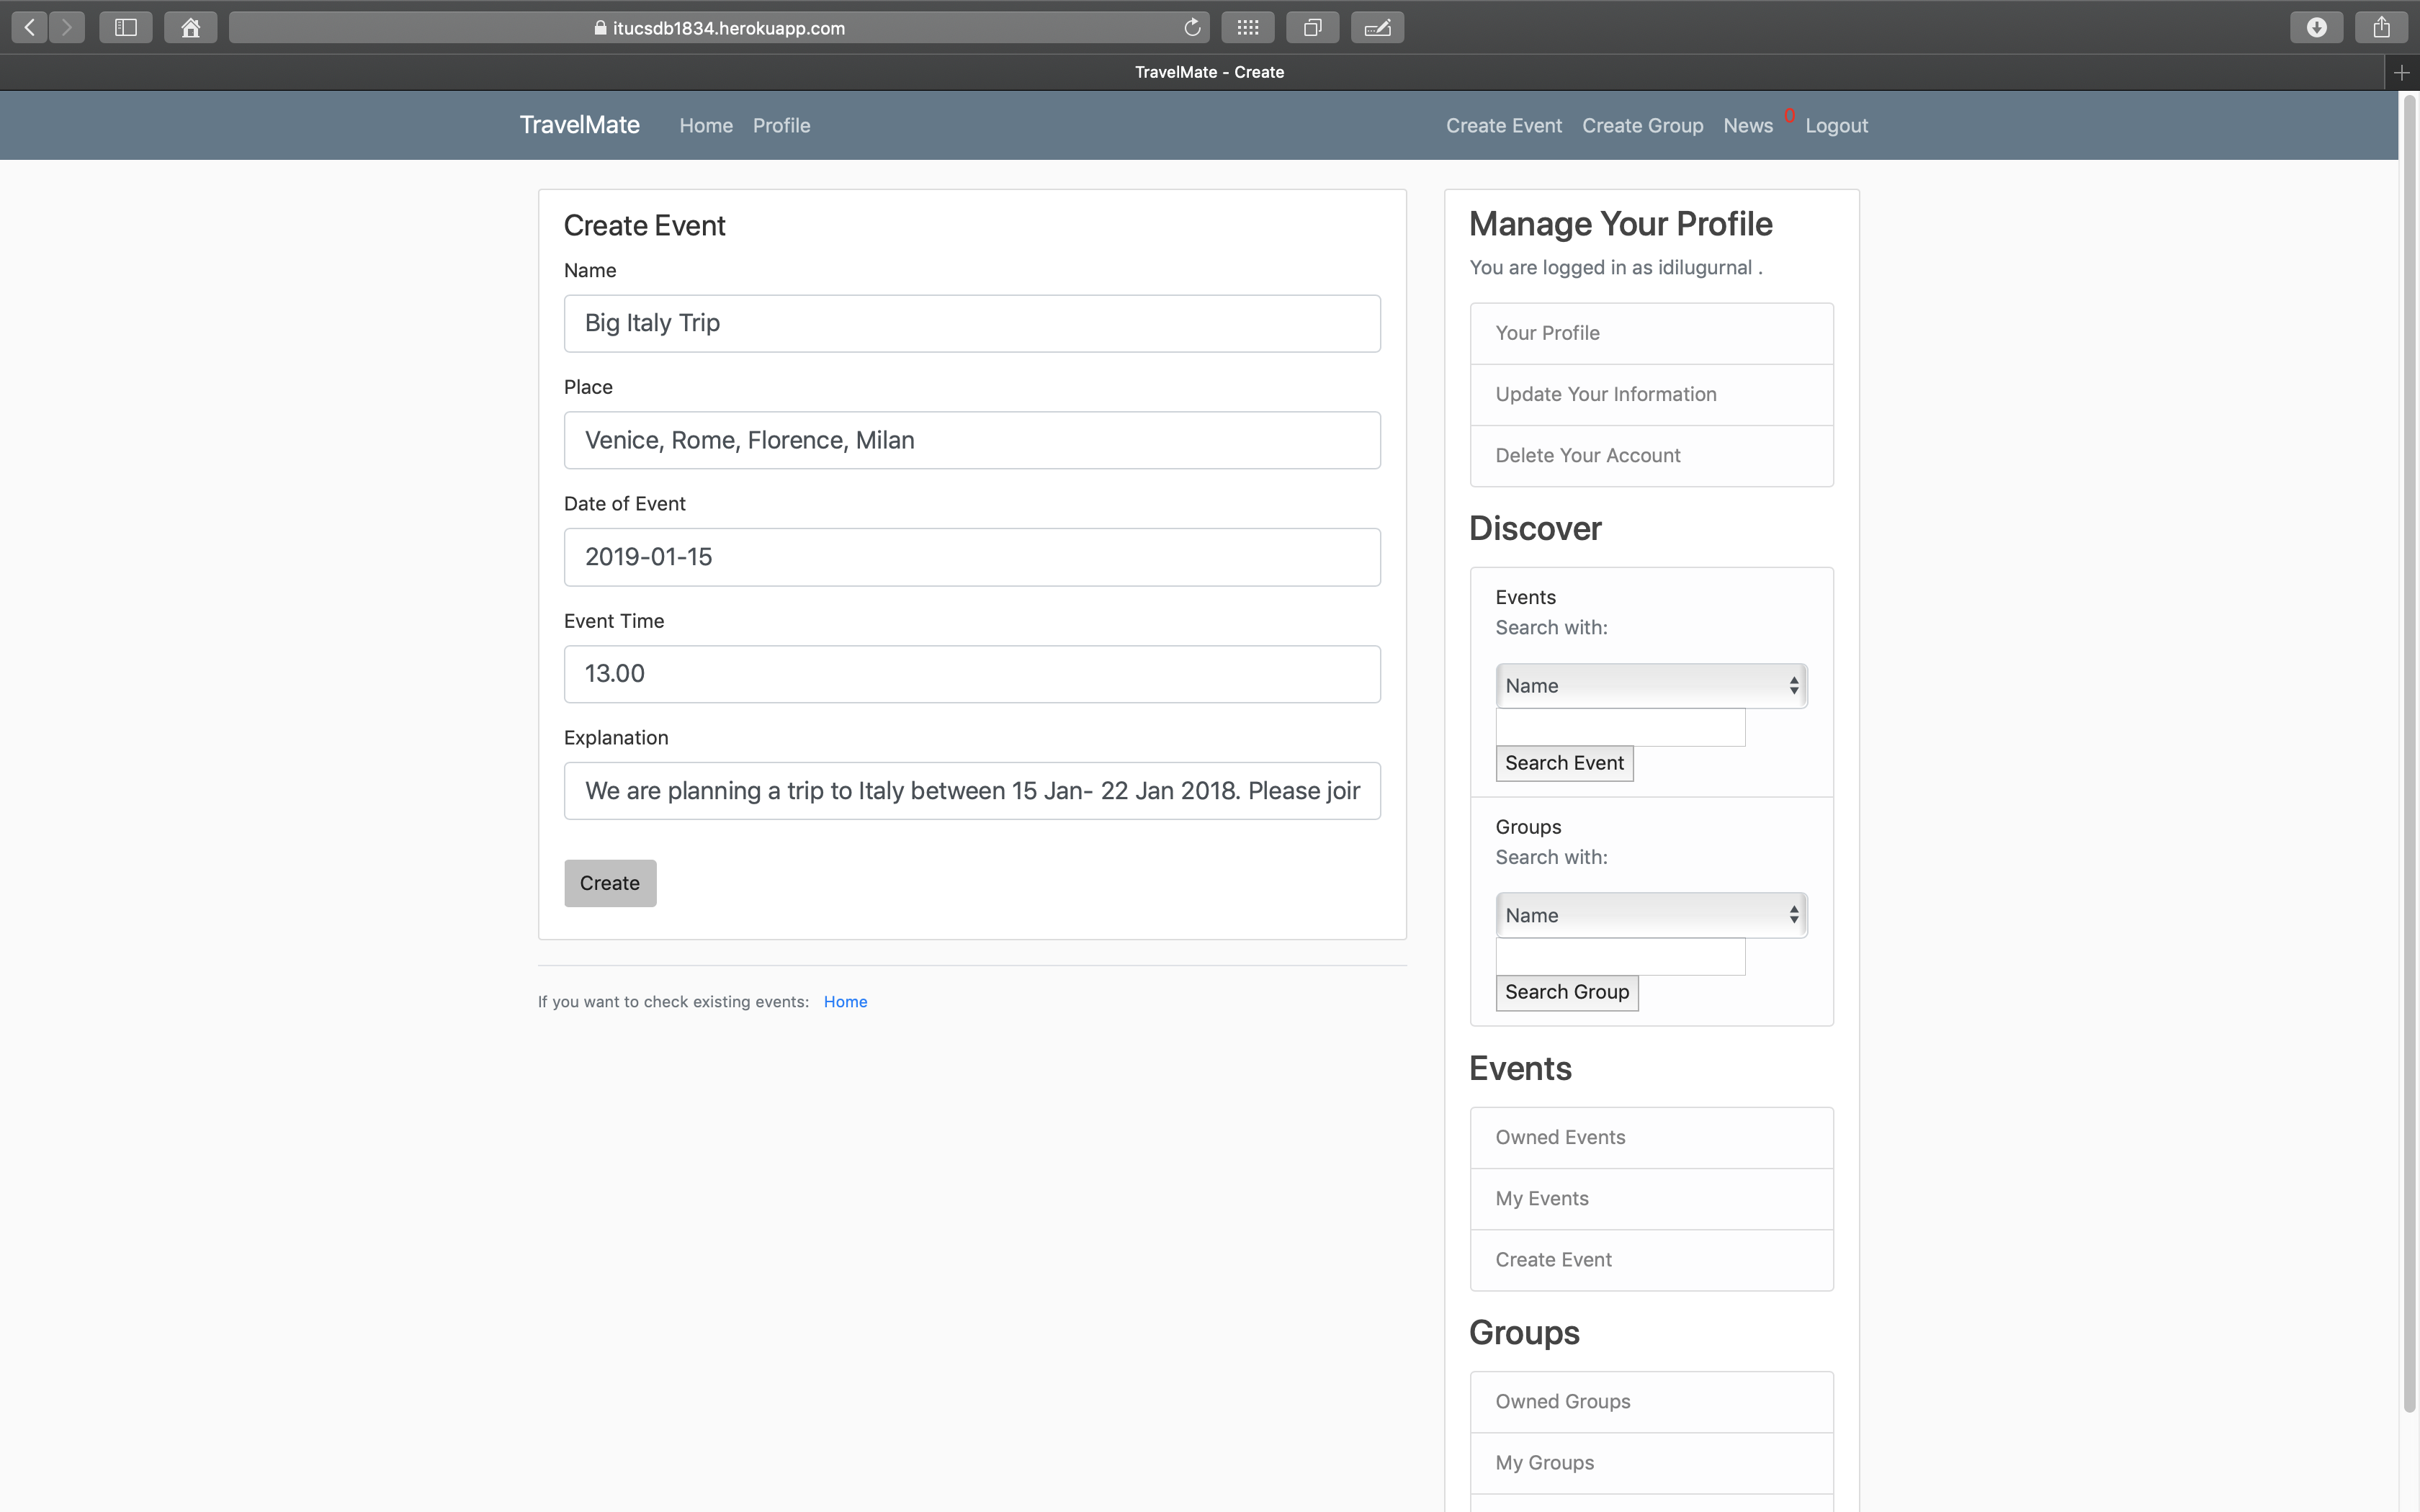 itucsdb1834.herokuapp.com
TravelMate - Create
TravelMate Home Profile Create Event Create Group News 0 Logout
Create Event
Name
Big Italy Trip
Place
Venice, Rome, Florence, Milan
Date of Event
2019-01-15
Event Time
13.00
Explanation
We are planning a trip to Italy between 15 Jan- 22 Jan 2018. Please
Create
If you want to check existing events: Home
Manage Your Profile
You are logged in as idilugurnal .
Your Profile
Update Your Information
Delete Your Account
Discover
Events
Search with:
Name
Search Event
Groups
Search with:
Name
Search Group
Events
Owned Events
My Events
Create Event
Groups
Owned Groups
My Groups